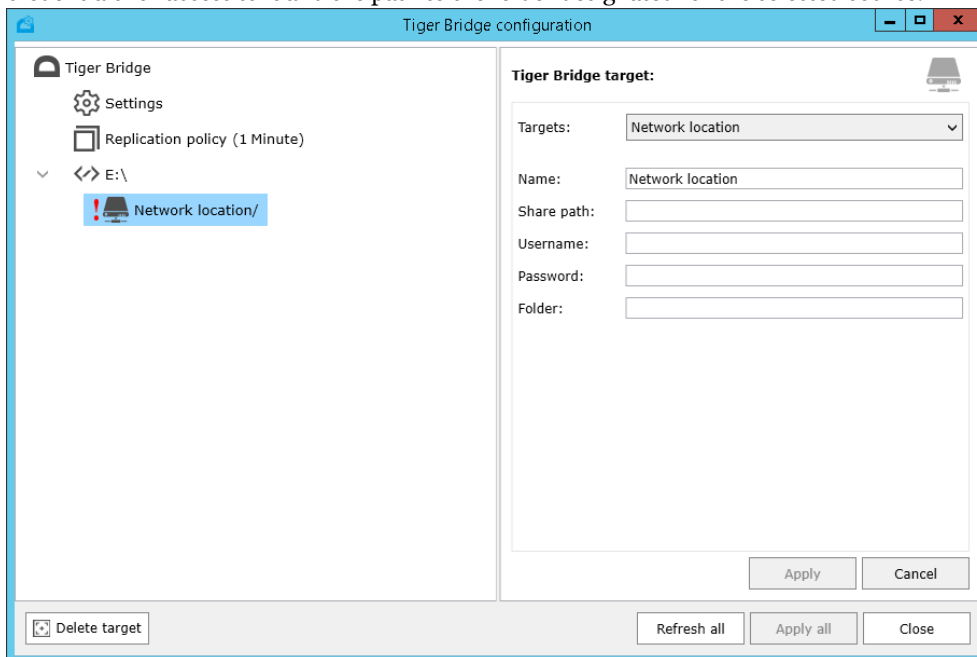 Tiger Bridge configuration
Tiger Bridge
Settings
Replication policy (1 Minute)
E:\
Network location/
Tiger Bridge target:
Targets: Network location
Name: Network location
Share path:
Username:
Password:
Folder:
Apply Cancel
Delete target Refresh all Apply all Close